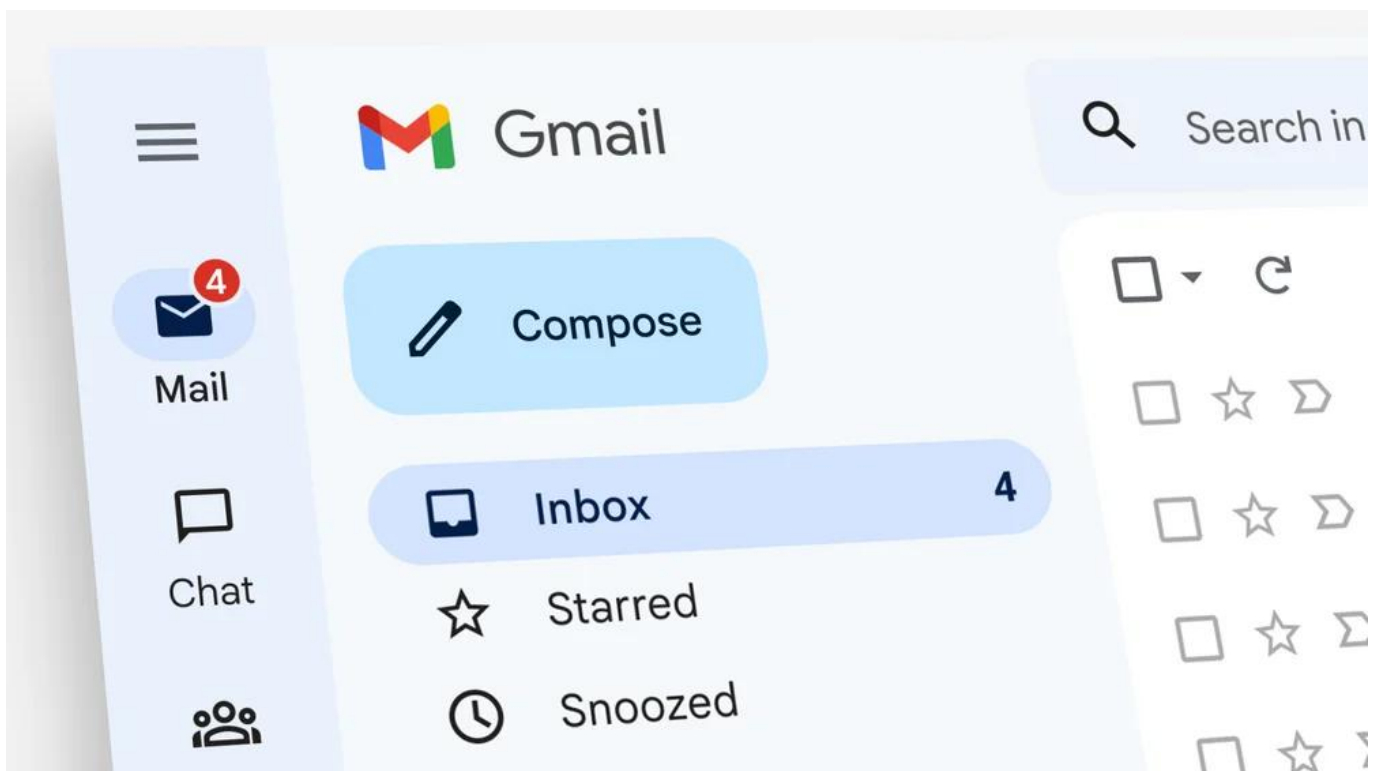 Gmail
Search in
4
Compose
Mail
Inbox 4
Chat
Starred
Snoozed